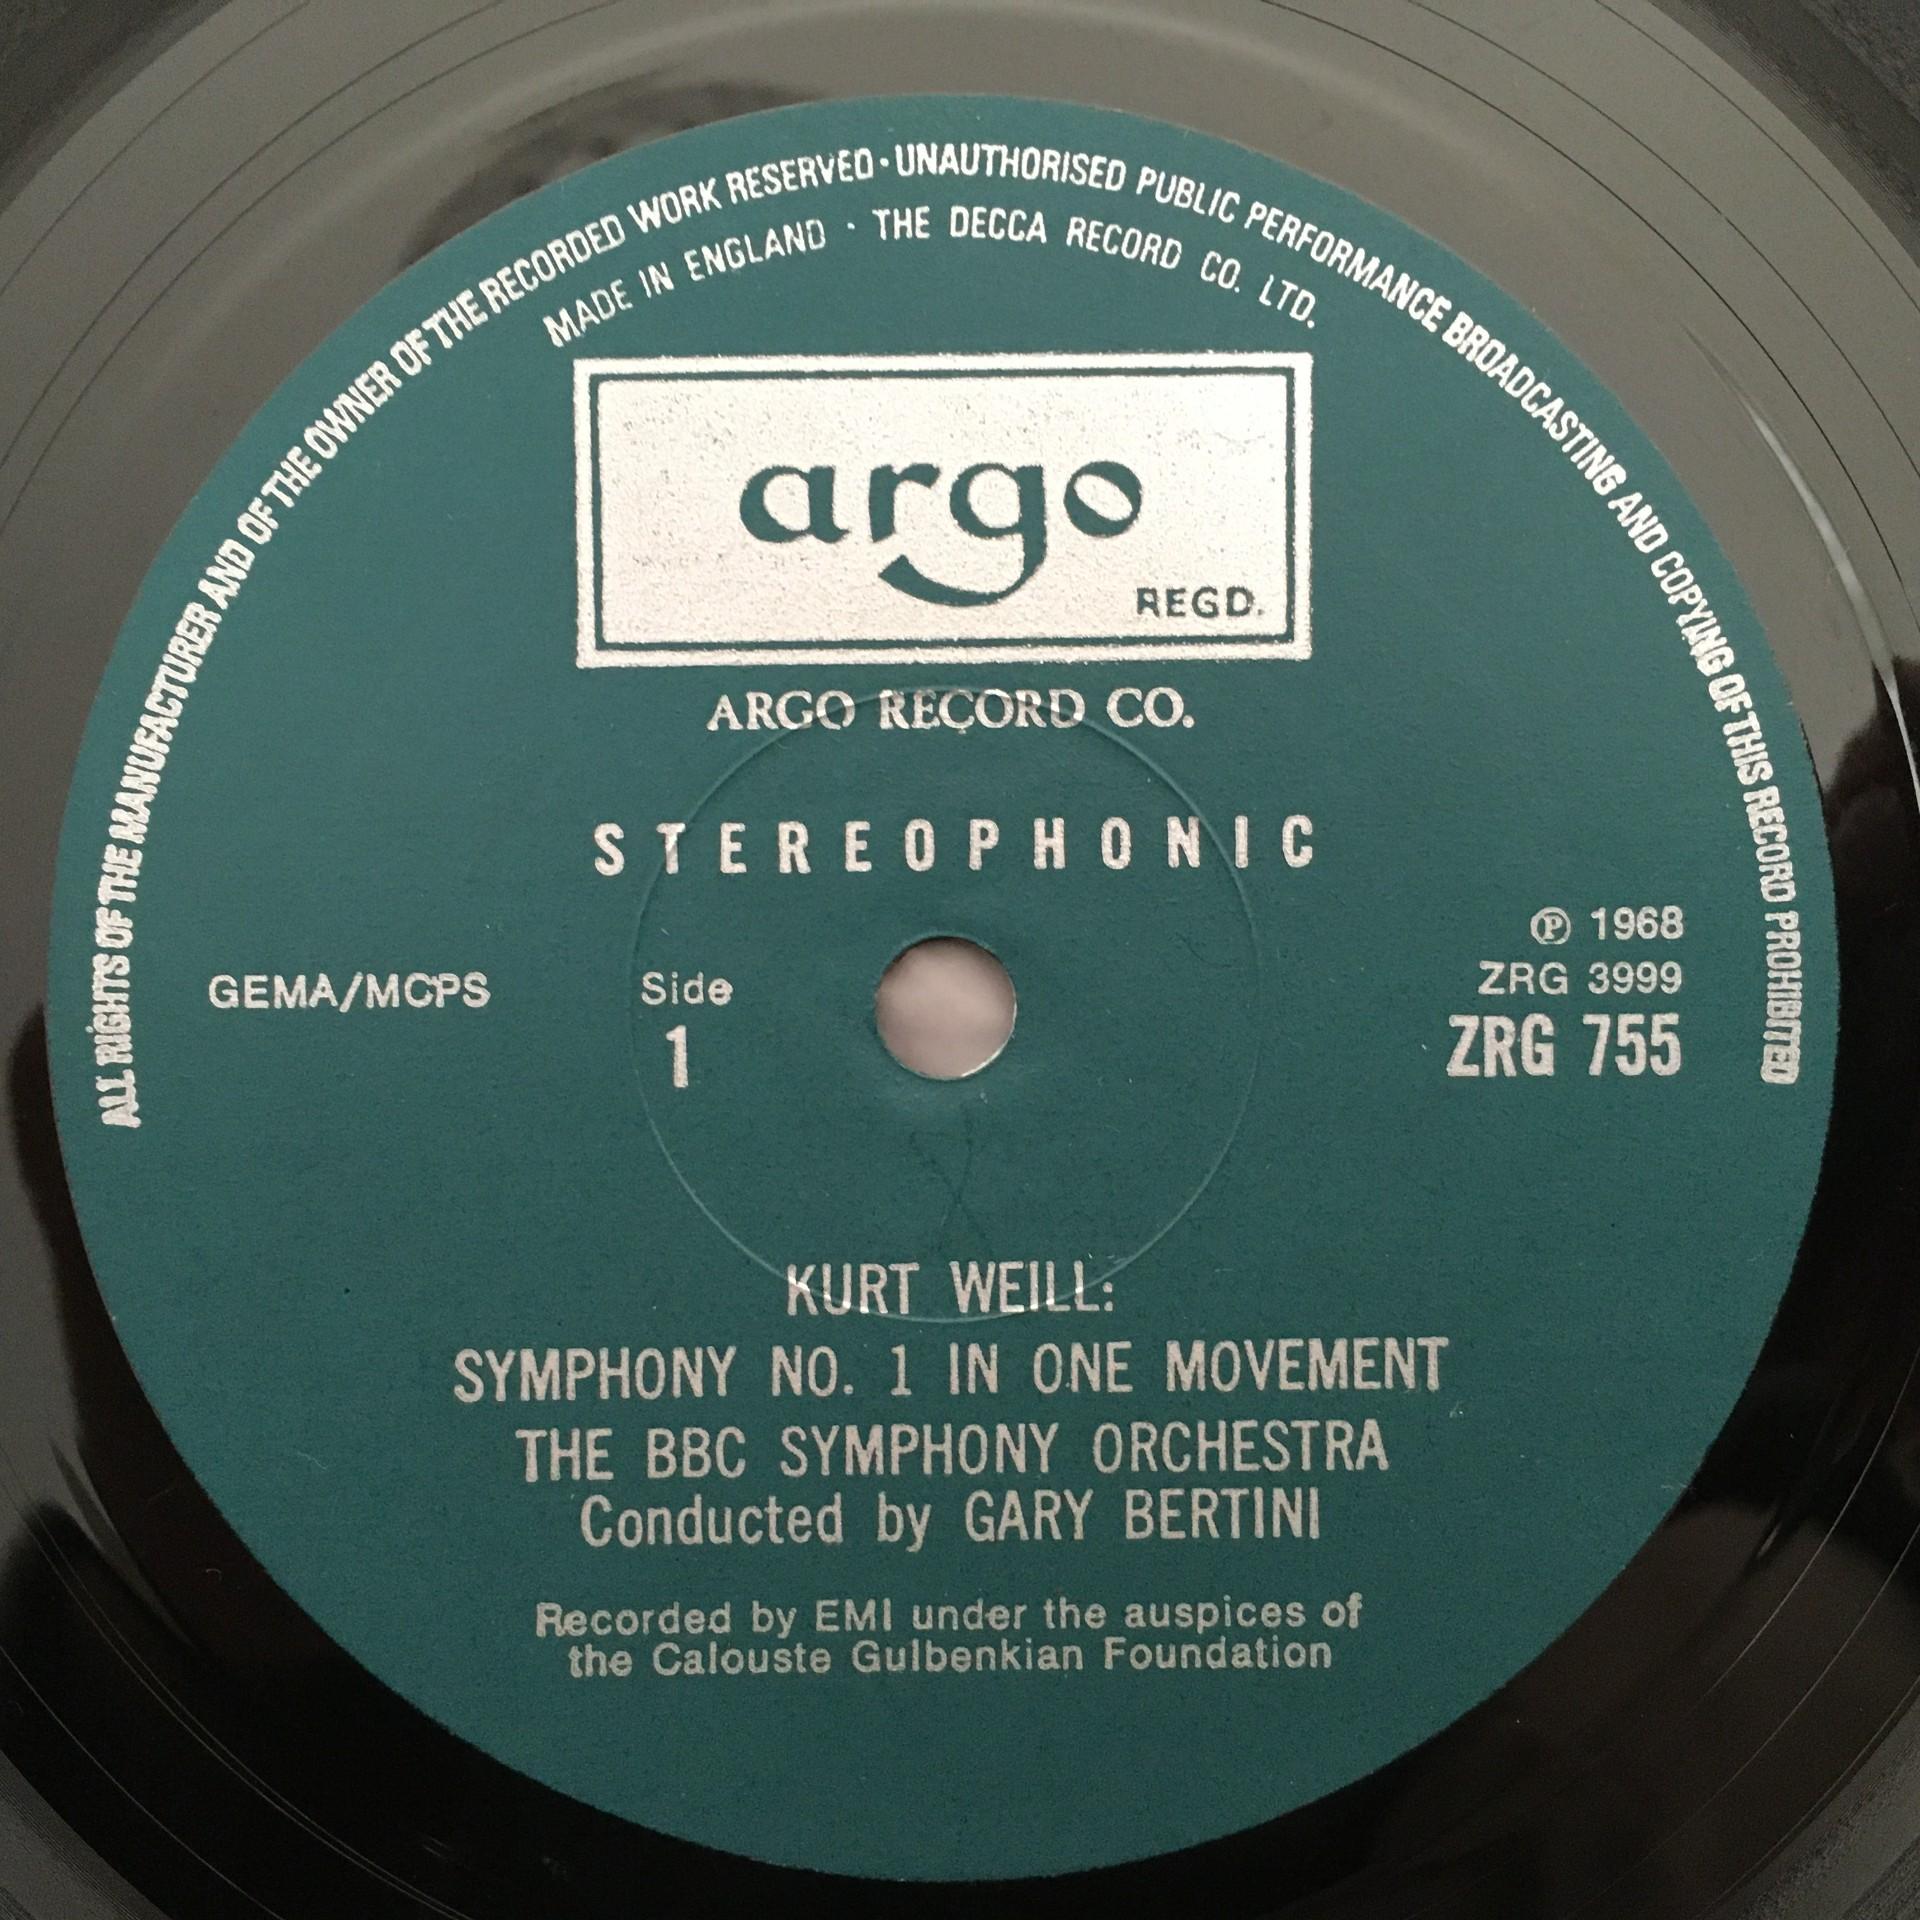 ALL RIGHTS OF THE MANUFACTURER AND OF THE OWNER OF THE RECORDED WORK RESERVED · UNAUTHORISED PUBLIC PERFORMANCE BROADCASTING AND COPYING OF THIS RECORD PROHIBITED
MADE IN ENGLAND · THE DECCA RECORD CO. LTD.
argo
REGD.
ARGO RECORD CO.
STEREOPHONIC
GEMA/MCPS
Side
1
℗ 1968
ZRG 3999
ZRG 755
KURT WEILL:
SYMPHONY NO. 1 IN ONE MOVEMENT
THE BBC SYMPHONY ORCHESTRA
Conducted by GARY BERTINI
Recorded by EMI under the auspices of
the Calouste Gulbenkian Foundation